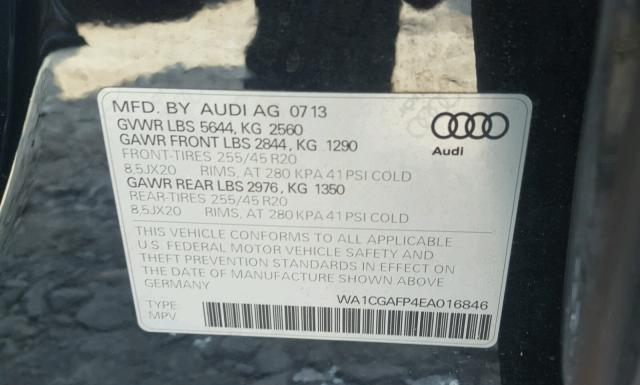 MFD. BY AUDI AG 07 13
GVWR LBS 5644, KG 2560
GAWR FRONT LBS 2844, KG 1290
FRONT-TIRES 255/45 R20
8,5JX20 RIMS, AT 280 KPA 41 PSI COLD
GAWR REAR LBS 2976, KG 1350
REAR-TIRES 255/45 R20
8,5JX20 RIMS, AT 280 KPA 41 PSI COLD
Audi
THIS VEHICLE CONFORMS TO ALL APPLICABLE
U.S. FEDERAL MOTOR VEHICLE SAFETY AND
THEFT PREVENTION STANDARDS IN EFFECT ON
THE DATE OF MANUFACTURE SHOWN ABOVE
GERMANY
WA1CGAFP4EA016846
TYPE:
MPV